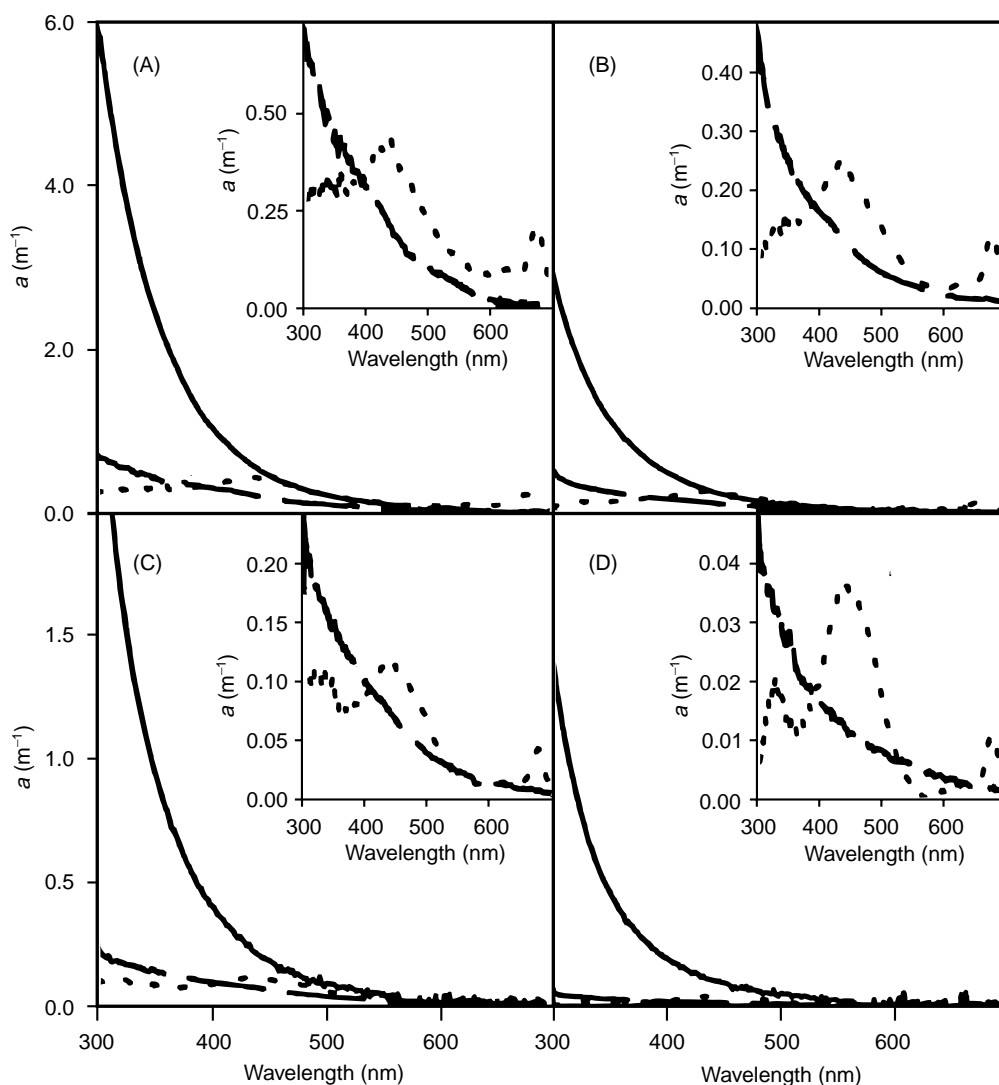 6.0
4.0
2.0
0.0
a (m⁻¹)
(A)
0.50
0.25
0.00
a (m⁻¹)
300 400 500 600
Wavelength (nm)
(B)
0.40
0.30
0.20
0.10
0.00
a (m⁻¹)
300 400 500 600
Wavelength (nm)
1.5
1.0
0.5
0.0
a (m⁻¹)
(C)
0.20
0.15
0.10
0.05
0.00
a (m⁻¹)
300 400 500 600
Wavelength (nm)
(D)
0.04
0.03
0.02
0.01
0.00
a (m⁻¹)
300 400 500 600
Wavelength (nm)
300 400 500 600
Wavelength (nm)
300 400 500 600
Wavelength (nm)